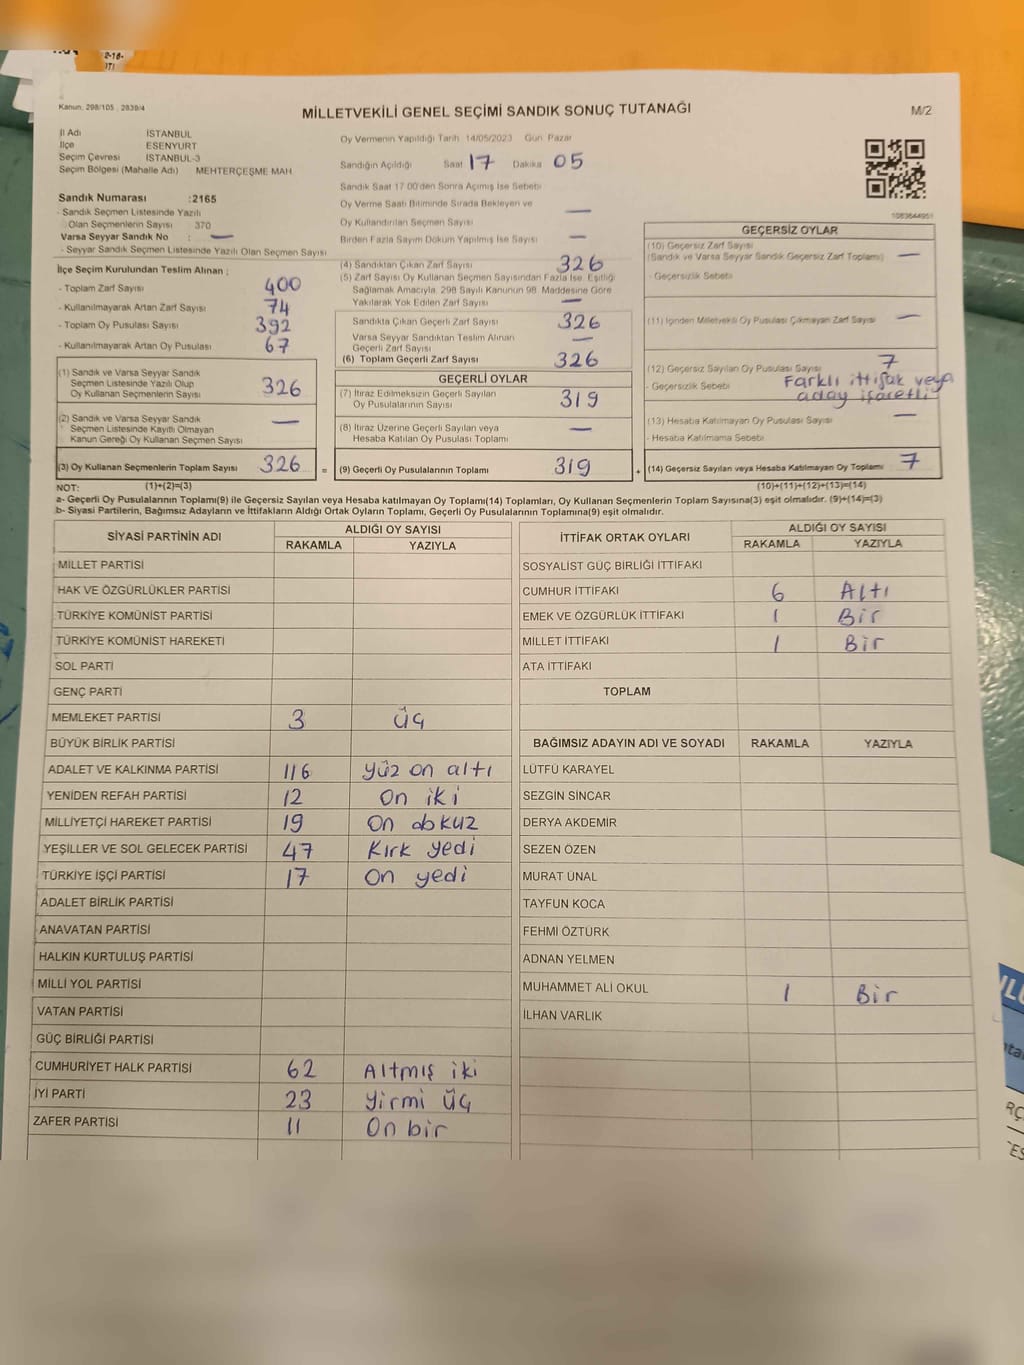 Kanun: 298/105, 2839/4
MİLLETVEKİLİ GENEL SEÇİMİ SANDIK SONUÇ TUTANAĞI
M/2
İl Adı İSTANBUL
İlçe ESENYURT
Seçim Çevresi İSTANBUL-3
Seçim Bölgesi (Mahalle Adı) MEHTERÇEŞME MAH.
Sandık Numarası :2165
- Sandık Seçmen Listesinde Yazılı
Olan Seçmenlerin Sayısı 370
Varsa Seyyar Sandık No : —
- Seyyar Sandık Seçmen Listesinde Yazılı Olan Seçmen Sayısı
Oy Vermenin Yapıldığı Tarih 14/05/2023 Gün Pazar
Sandığın Açıldığı Saat 17 Dakika 05
Sandık Saat 17.00'den Sonra Açılmış İse Sebebi
Oy Verme Saati Bitiminde Sırada Bekleyen ve
Oy Kullandırılan Seçmen Sayısı —
Birden Fazla Sayım Döküm Yapılmış İse Sayısı —
1083644951
İlçe Seçim Kurulundan Teslim Alınan ;
- Toplam Zarf Sayısı 400
- Kullanılmayarak Artan Zarf Sayısı 74
- Toplam Oy Pusulası Sayısı 392
- Kullanılmayarak Artan Oy Pusulası 67
(1) Sandık ve Varsa Seyyar Sandık
Seçmen Listesinde Yazılı Olup
Oy Kullanan Seçmenlerin Sayısı 326
(2) Sandık ve Varsa Seyyar Sandık
Seçmen Listesinde Kayıtlı Olmayan
Kanun Gereği Oy Kullanan Seçmen Sayısı —
(3) Oy Kullanan Seçmenlerin Toplam Sayısı 326
(4) Sandıktan Çıkan Zarf Sayısı 326
(5) Zarf Sayısı Oy Kullanan Seçmen Sayısından Fazla İse, Eşitliği
Sağlamak Amacıyla, 298 Sayılı Kanunun 98. Maddesine Göre
Yakılarak Yok Edilen Zarf Sayısı —
Sandıkta Çıkan Geçerli Zarf Sayısı 326
Varsa Seyyar Sandıktan Teslim Alınan
Geçerli Zarf Sayısı —
(6) Toplam Geçerli Zarf Sayısı 326
GEÇERLİ OYLAR
(7) İtiraz Edilmeksizin Geçerli Sayılan
Oy Pusulalarının Sayısı 319
(8) İtiraz Üzerine Geçerli Sayılan veya
Hesaba Katılan Oy Pusulası Toplamı —
= (9) Geçerli Oy Pusulalarının Toplamı 319
GEÇERSİZ OYLAR
(10) Geçersiz Zarf Sayısı
(Sandık ve Varsa Seyyar Sandık Geçersiz Zarf Toplamı) —
- Geçersizlik Sebebi
(11) İçinden Milletvekili Oy Pusulası Çıkmayan Zarf Sayısı —
(12) Geçersiz Sayılan Oy Pusulası Sayısı 7
- Geçersizlik Sebebi Farklı ittifak veya
aday işaretli
(13) Hesaba Katılmayan Oy Pusulası Sayısı —
- Hesaba Katılmama Sebebi
+ (14) Geçersiz Sayılan veya Hesaba Katılmayan Oy Toplamı 7
NOT: (1)+(2)=(3) (10)+(11)+(12)+(13)=(14)
a- Geçerli Oy Pusulalarının Toplamı(9) ile Geçersiz Sayılan veya Hesaba katılmayan Oy Toplamı(14) Toplamları, Oy Kullanan Seçmenlerin Toplam Sayısına(3) eşit olmalıdır. (9)+(14)=(3)
b- Siyasi Partilerin, Bağımsız Adayların ve İttifakların Aldığı Ortak Oyların Toplamı, Geçerli Oy Pusulalarının Toplamına(9) eşit olmalıdır.
SİYASİ PARTİNİN ADI ALDIĞI OY SAYISI
RAKAMLA YAZIYLA
MİLLET PARTİSİ
HAK VE ÖZGÜRLÜKLER PARTİSİ
TÜRKİYE KOMÜNİST PARTİSİ
TÜRKİYE KOMÜNİST HAREKETİ
SOL PARTİ
GENÇ PARTİ
MEMLEKET PARTİSİ 3 üç
BÜYÜK BİRLİK PARTİSİ
ADALET VE KALKINMA PARTİSİ 116 yüz on altı
YENİDEN REFAH PARTİSİ 12 On iki
MİLLİYETÇİ HAREKET PARTİSİ 19 On dokuz
YEŞİLLER VE SOL GELECEK PARTİSİ 47 Kırk yedi
TÜRKİYE İŞÇİ PARTİSİ 17 On yedi
ADALET BİRLİK PARTİSİ
ANAVATAN PARTİSİ
HALKIN KURTULUŞ PARTİSİ
MİLLİ YOL PARTİSİ
VATAN PARTİSİ
GÜÇ BİRLİĞİ PARTİSİ
CUMHURİYET HALK PARTİSİ 62 Altmış iki
İYİ PARTİ 23 Yirmi üç
ZAFER PARTİSİ 11 On bir
İTTİFAK ORTAK OYLARI ALDIĞI OY SAYISI
RAKAMLA YAZIYLA
SOSYALİST GÜÇ BİRLİĞİ İTTİFAKI
CUMHUR İTTİFAKI 6 Altı
EMEK VE ÖZGÜRLÜK İTTİFAKI 1 Bir
MİLLET İTTİFAKI 1 Bir
ATA İTTİFAKI
TOPLAM
BAĞIMSIZ ADAYIN ADI VE SOYADI RAKAMLA YAZIYLA
LÜTFÜ KARAYEL
SEZGİN SİNCAR
DERYA AKDEMİR
SEZEN ÖZEN
MURAT ÜNAL
TAYFUN KOCA
FEHMİ ÖZTÜRK
ADNAN YELMEN
MUHAMMET ALİ OKUL 1 Bir
İLHAN VARLIK